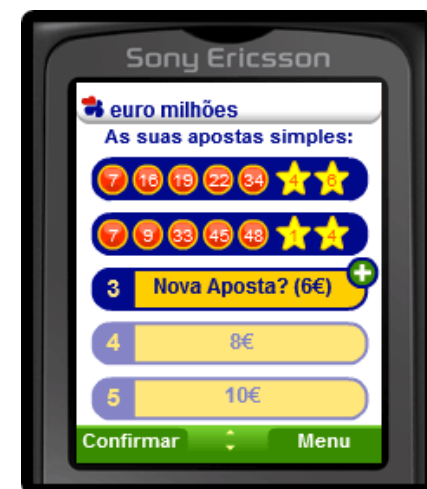 Sony Ericsson
euro milhões
As suas apostas simples:
7 16 19 22 34 4 6
7 9 33 45 48 1 4
3 Nova Aposta? (6€)
4 8€
5 10€
Confirmar Menu